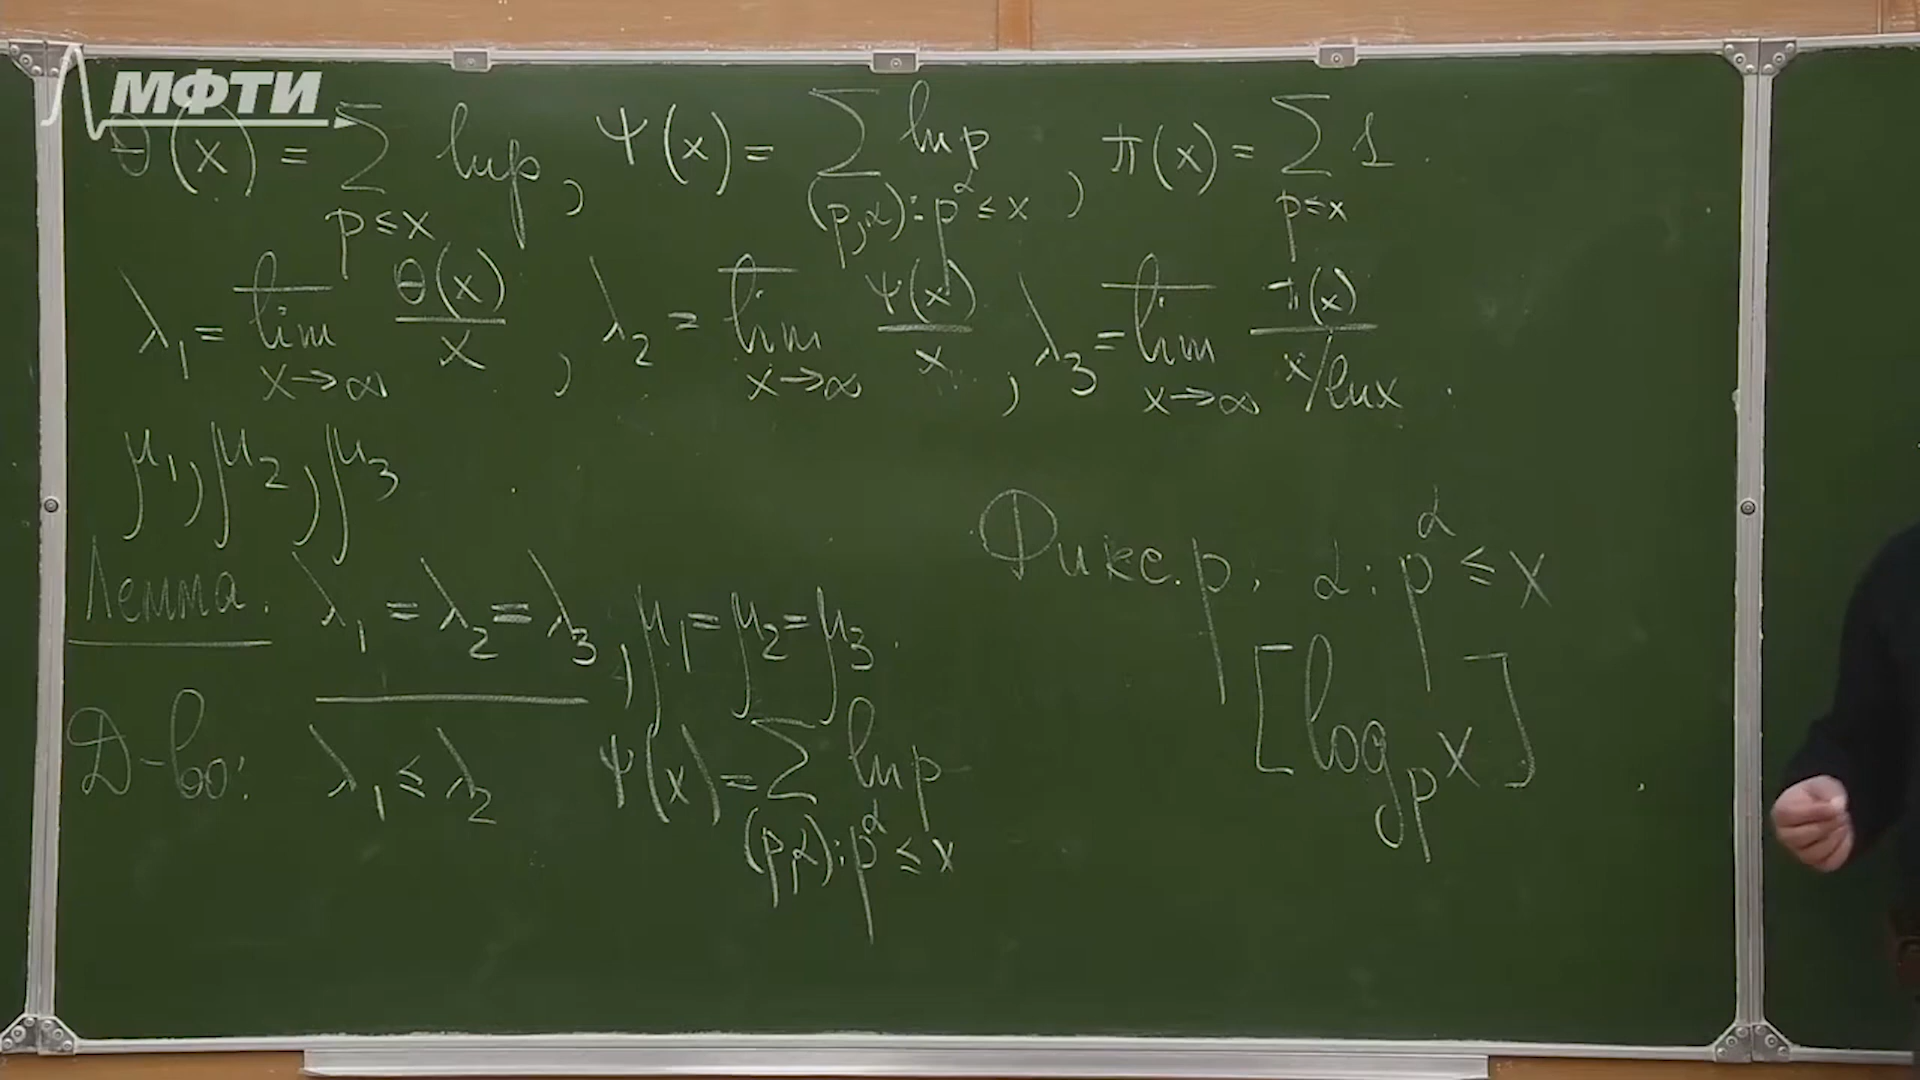 МФТИ
θ(x) = ∑ ln p, ψ(x) = ∑ ln p, π(x) = ∑ 1.
p ≤ x (p,α): p^α ≤ x p ≤ x
λ₁ = lim θ(x)/x, λ₂ = lim ψ(x)/x, λ₃ = lim π(x)/(x/ln x).
x→∞ x→∞ x→∞
μ₁, μ₂, μ₃
Лемма. λ₁ = λ₂ = λ₃, μ₁ = μ₂ = μ₃.
Д-во: λ₁ ≤ λ₂ ψ(x) = ∑ ln p
(p,α): p^α ≤ x
Фикс. p, α: p^α ≤ x
[log_p x]